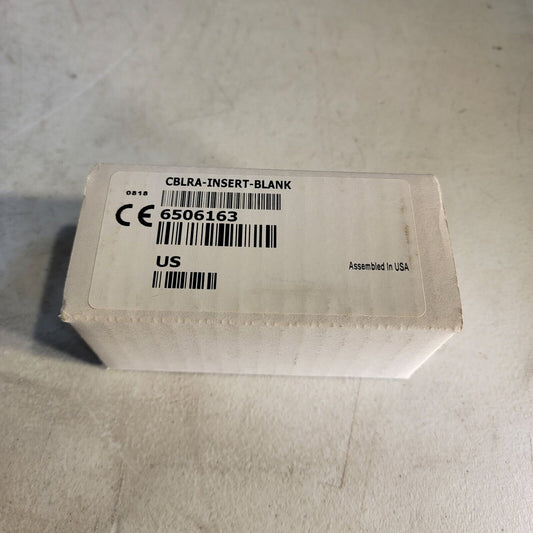 CBLRA-INSERT-BLANK
0818
CE 6506163
US
Assembled In USA